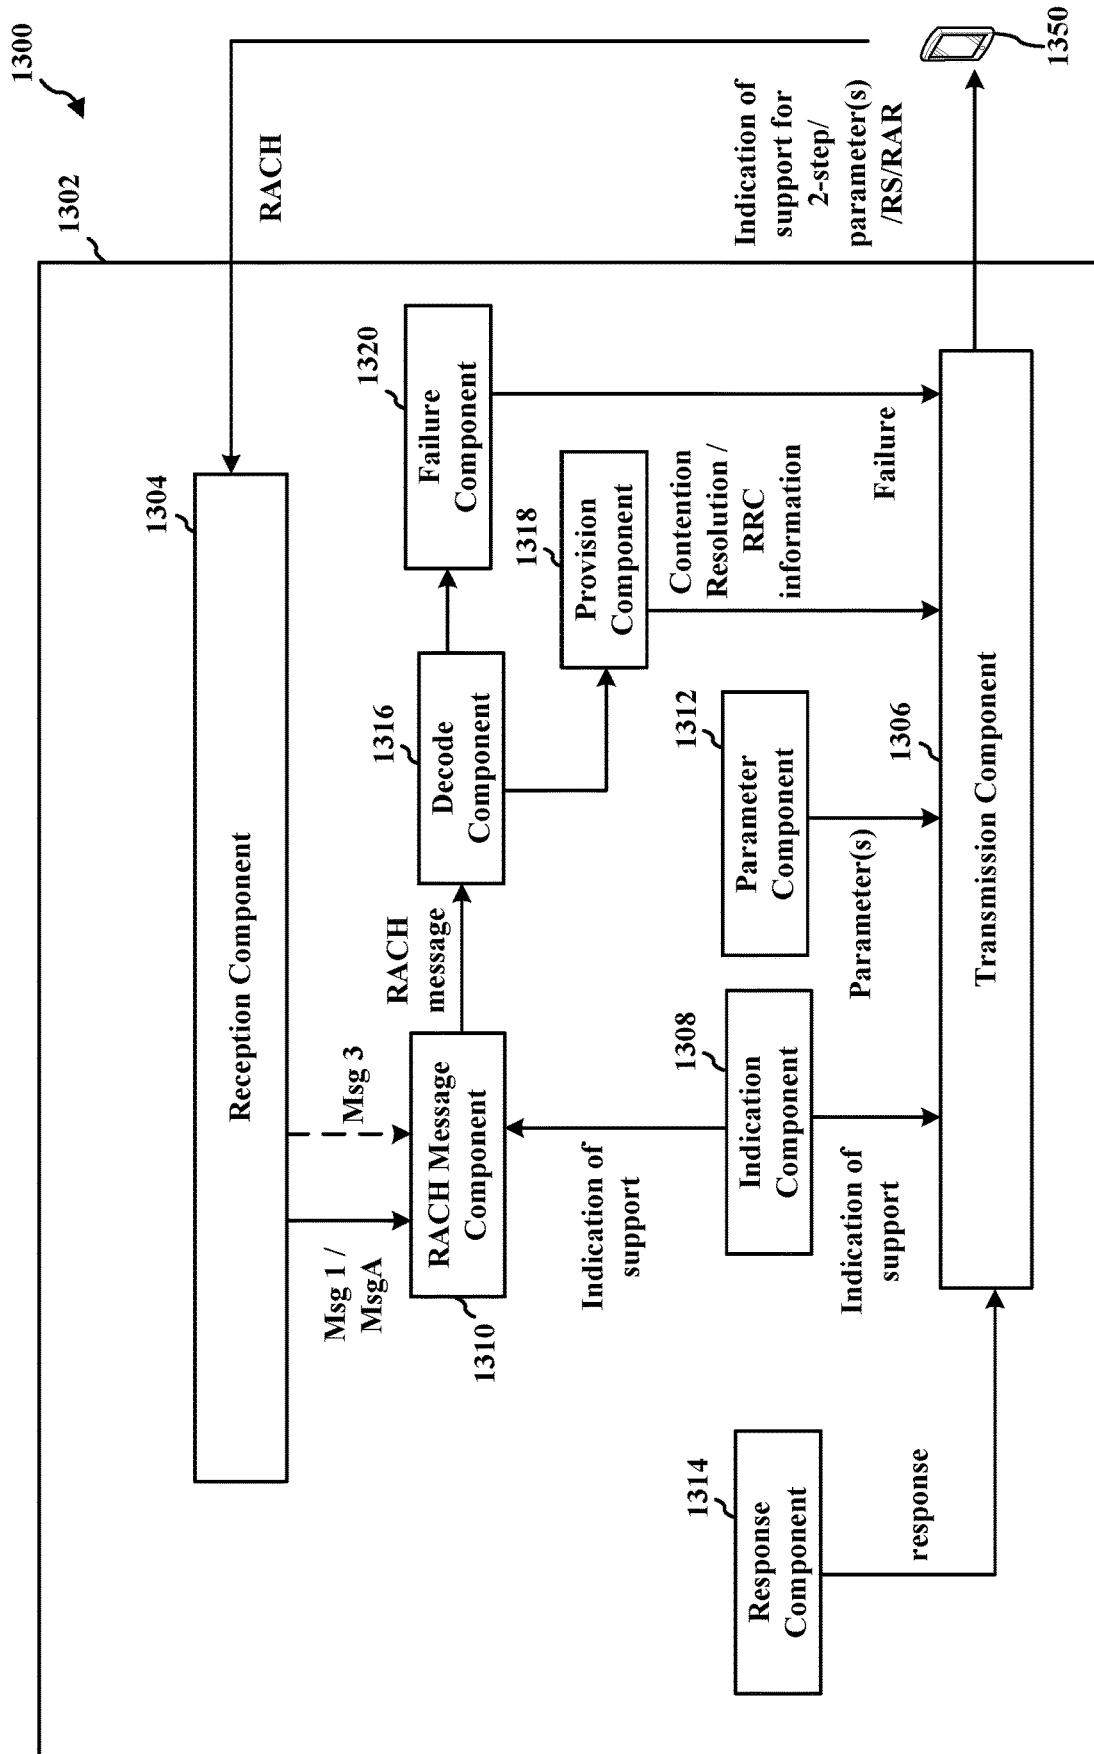 1300
1302
RACH
1304
Reception Component
Msg 1 /
MsgA
Msg 3
1310
RACH Message
Component
RACH
message
1316
Decode
Component
1320
Failure
Component
1318
Provision
Component
Contention
Resolution /
RRC
information
Failure
Indication of
support
1308
Indication
Component
Indication of
support
1312
Parameter
Component
Parameter(s)
1314
Response
Component
response
1306
Transmission Component
Indication of
support for
2-step/
parameter(s)
/RS/RAR
1350